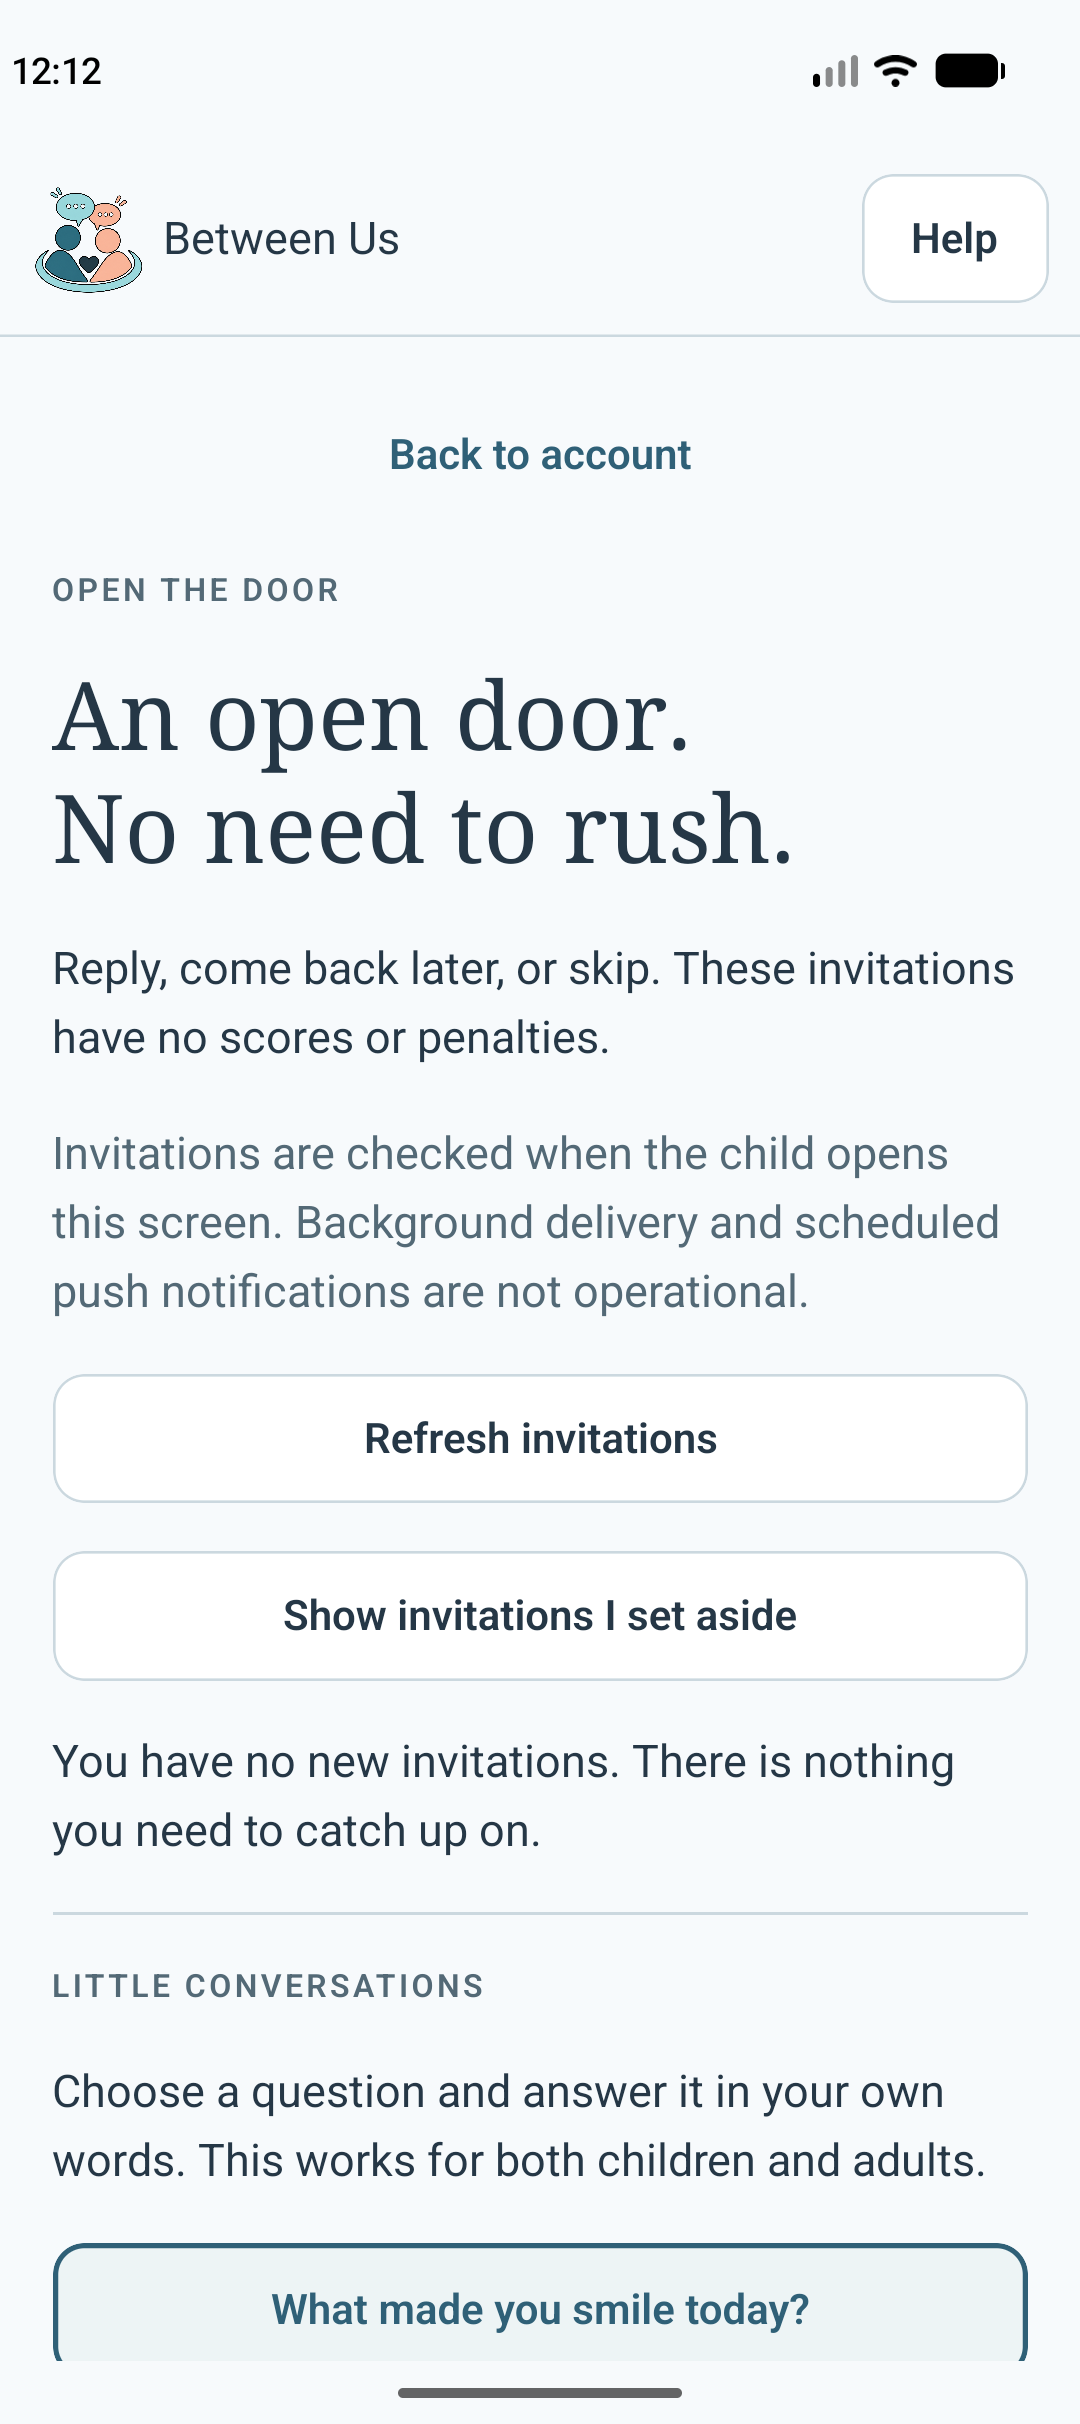 12:12
Between Us
Help
Back to account
OPEN THE DOOR
An open door.
No need to rush.
Reply, come back later, or skip. These invitations
have no scores or penalties.
Invitations are checked when the child opens
this screen. Background delivery and scheduled
push notifications are not operational.
Refresh invitations
Show invitations I set aside
You have no new invitations. There is nothing
you need to catch up on.
LITTLE CONVERSATIONS
Choose a question and answer it in your own
words. This works for both children and adults.
What made you smile today?